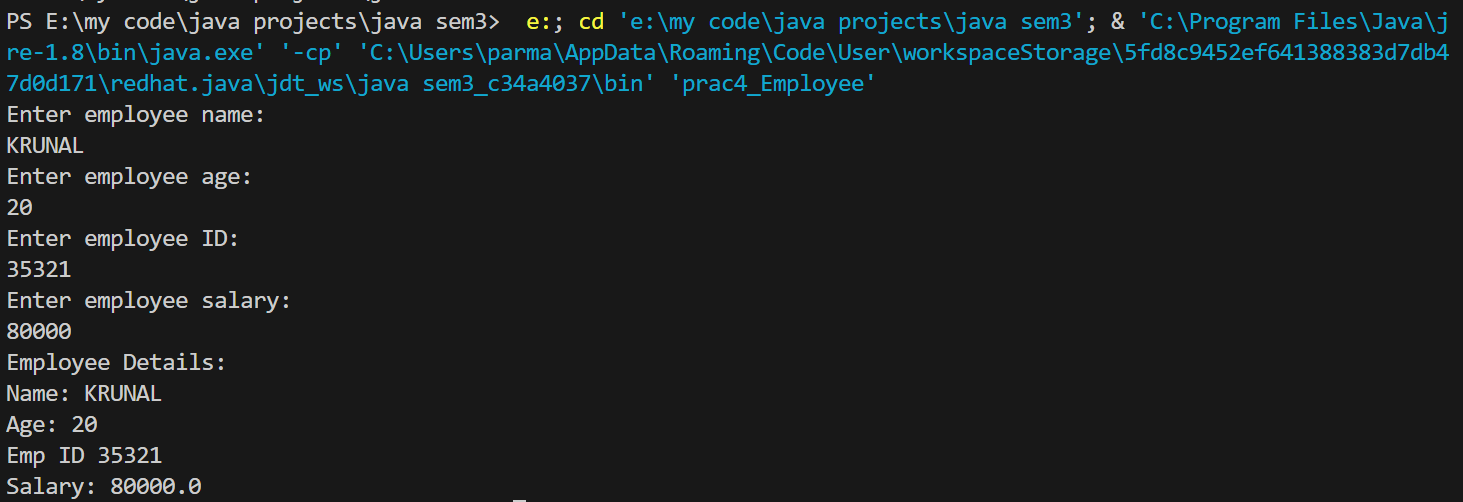 PS E:\my code\java projects\java sem3>  e:; cd 'e:\my code\java projects\java sem3'; & 'C:\Program Files\Java\j
re-1.8\bin\java.exe' '-cp' 'C:\Users\parma\AppData\Roaming\Code\User\workspaceStorage\5fd8c9452ef641388383d7db4
7d0d171\redhat.java\jdt_ws\java sem3_c34a4037\bin' 'prac4_Employee'
Enter employee name:
KRUNAL
Enter employee age:
20
Enter employee ID:
35321
Enter employee salary:
80000
Employee Details:
Name: KRUNAL
Age: 20
Emp ID 35321
Salary: 80000.0